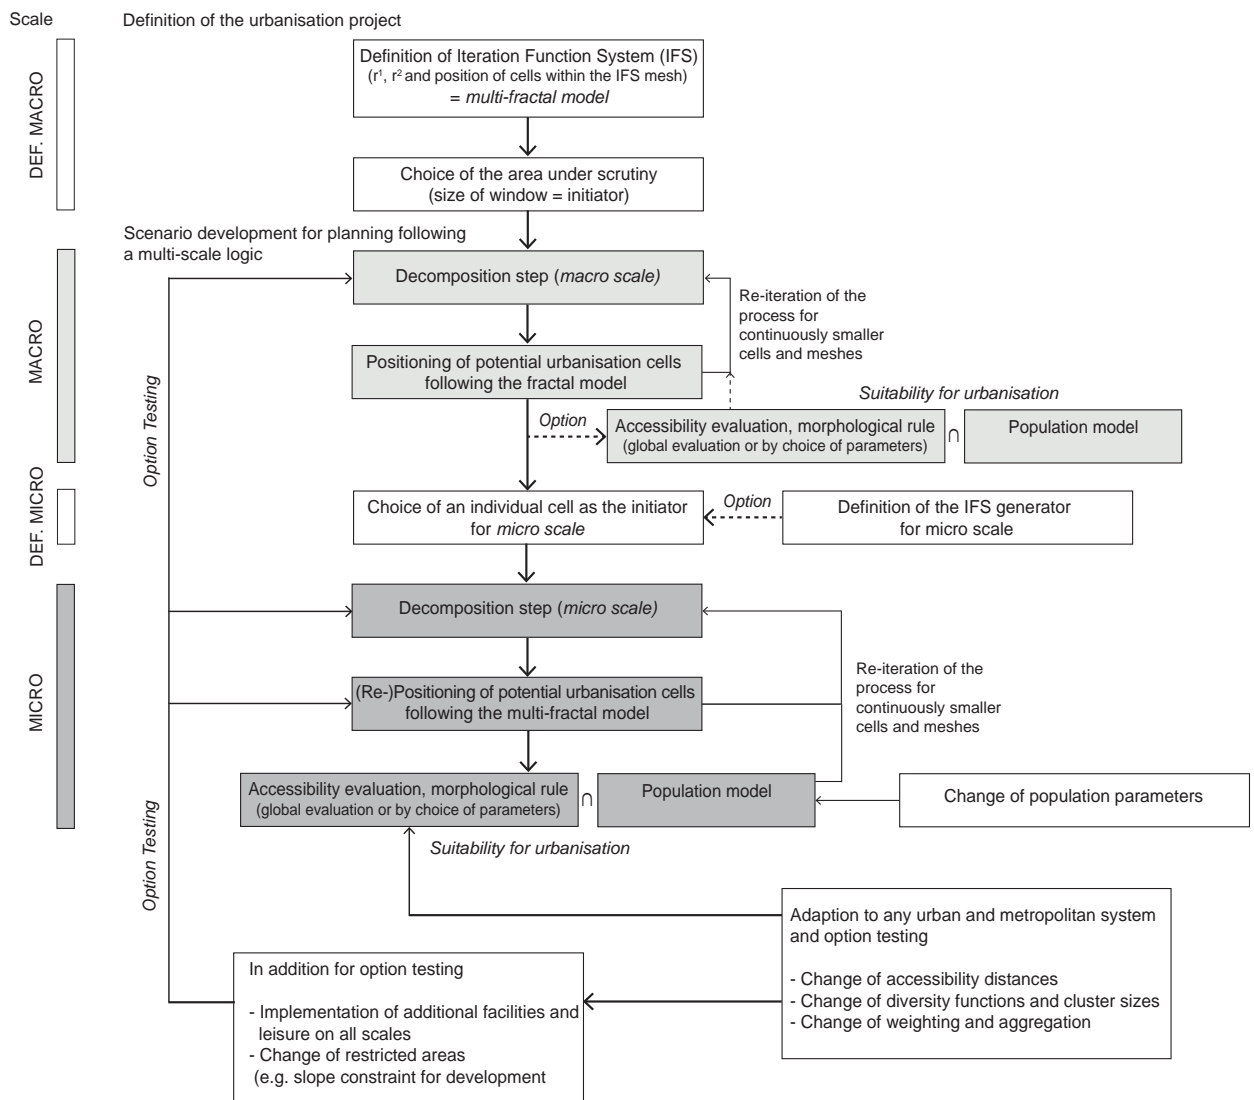 Scale
Definition of the urbanisation project
DEF. MACRO
Definition of Iteration Function System (IFS)
(r¹, r² and position of cells within the IFS mesh)
= multi-fractal model
Choice of the area under scrutiny
(size of window = initiator)
Scenario development for planning following
a multi-scale logic
MACRO
Option Testing
Decomposition step (macro scale)
Re-iteration of the
process for
continuously smaller
cells and meshes
Positioning of potential urbanisation cells
following the fractal model
Suitability for urbanisation
Option
Accessibility evaluation, morphological rule
(global evaluation or by choice of parameters)
∩
Population model
DEF. MICRO
Choice of an individual cell as the initiator
for micro scale
Option
Definition of the IFS generator
for micro scale
MICRO
Decomposition step (micro scale)
(Re-)Positioning of potential urbanisation cells
following the multi-fractal model
Re-iteration of the
process for
continuously smaller
cells and meshes
Accessibility evaluation, morphological rule
(global evaluation or by choice of parameters)
∩
Population model
Change of population parameters
Suitability for urbanisation
Option Testing
Adaption to any urban and metropolitan system
and option testing
- Change of accessibility distances
- Change of diversity functions and cluster sizes
- Change of weighting and aggregation
In addition for option testing
- Implementation of additional facilities and
leisure on all scales
- Change of restricted areas
(e.g. slope constraint for development